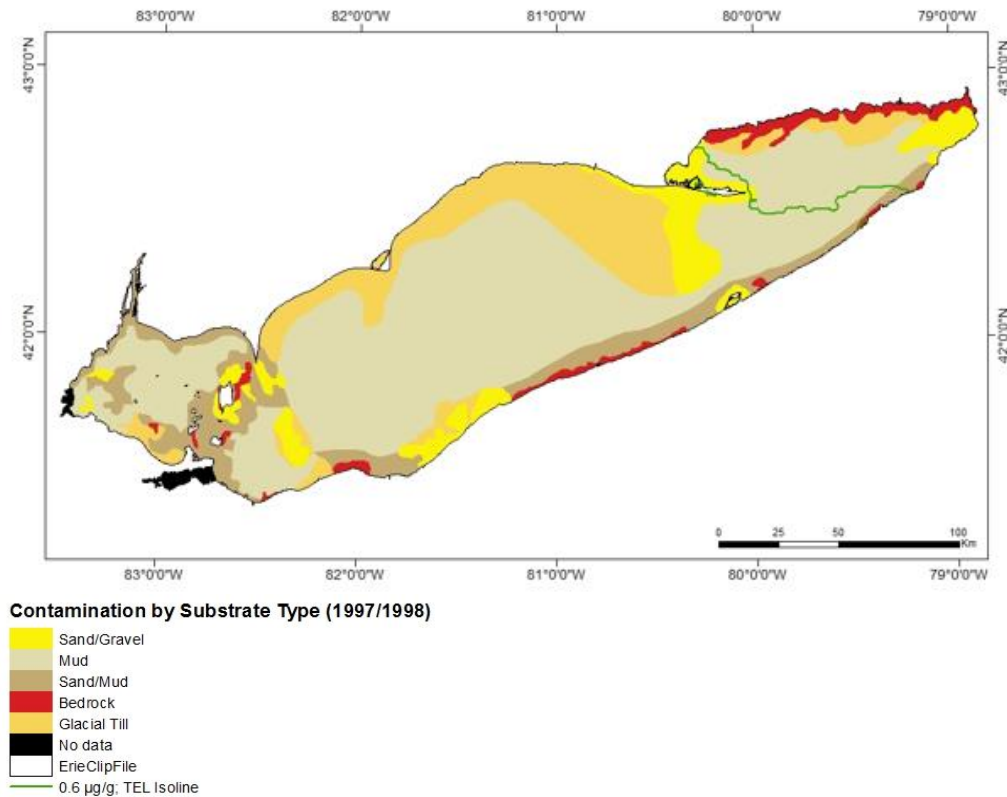 83°0'0"W 82°0'0"W 81°0'0"W 80°0'0"W 79°0'0"W
43°0'0"N 43°0'0"N
42°0'0"N 42°0'0"N
0 25 50 100
Km
83°0'0"W 82°0'0"W 81°0'0"W 80°0'0"W 79°0'0"W
Contamination by Substrate Type (1997/1998)
Sand/Gravel
Mud
Sand/Mud
Bedrock
Glacial Till
No data
ErieClipFile
0.6 µg/g; TEL Isoline